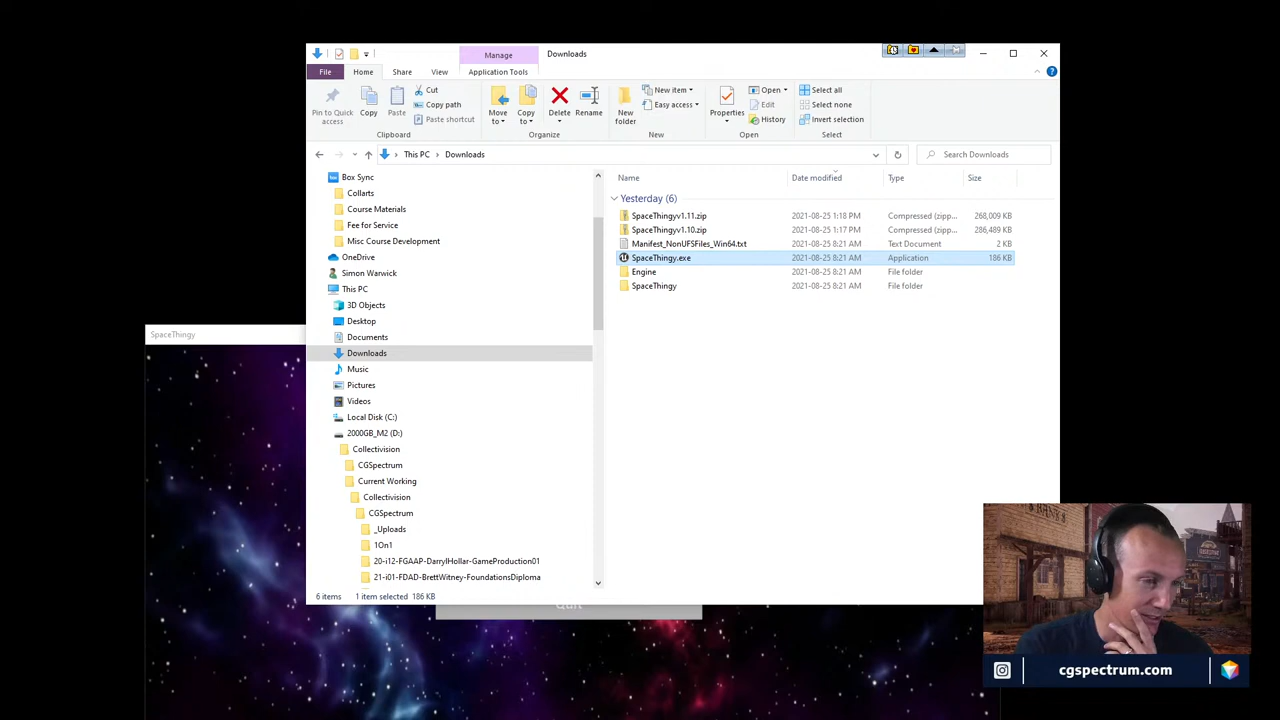 Manage
Downloads
File
Home
Share
View
Application Tools
Pin to Quick access
Copy
Paste
Cut
Copy path
Paste shortcut
Clipboard
Move to
Copy to
Delete
Rename
Organize
New folder
New item
Easy access
New
Properties
Open
Edit
History
Open
Select all
Select none
Invert selection
Select
This PC > Downloads
Search Downloads
Box Sync
Collarts
Course Materials
Fee for Service
Misc Course Development
OneDrive
Simon Warwick
This PC
3D Objects
Desktop
Documents
Downloads
Music
Pictures
Videos
Local Disk (C:)
2000GB_M2 (D:)
Collectivision
CGSpectrum
Current Working
Collectivision
CGSpectrum
_Uploads
1On1
20-i12-FGAAP-DarrylHollar-GameProduction01
21-i01-FDAD-BrettWitney-FoundationsDiploma
Name Date modified Type Size
Yesterday (6)
SpaceThingyv1.11.zip 2021-08-25 1:18 PM Compressed (zipp... 268,009 KB
SpaceThingyv1.10.zip 2021-08-25 1:17 PM Compressed (zipp... 286,489 KB
Manifest_NonUFSFiles_Win64.txt 2021-08-25 8:21 AM Text Document 2 KB
SpaceThingy.exe 2021-08-25 8:21 AM Application 186 KB
Engine 2021-08-25 8:21 AM File folder
SpaceThingy 2021-08-25 8:21 AM File folder
6 items 1 item selected 186 KB
SpaceThingy
Quit
cgspectrum.com